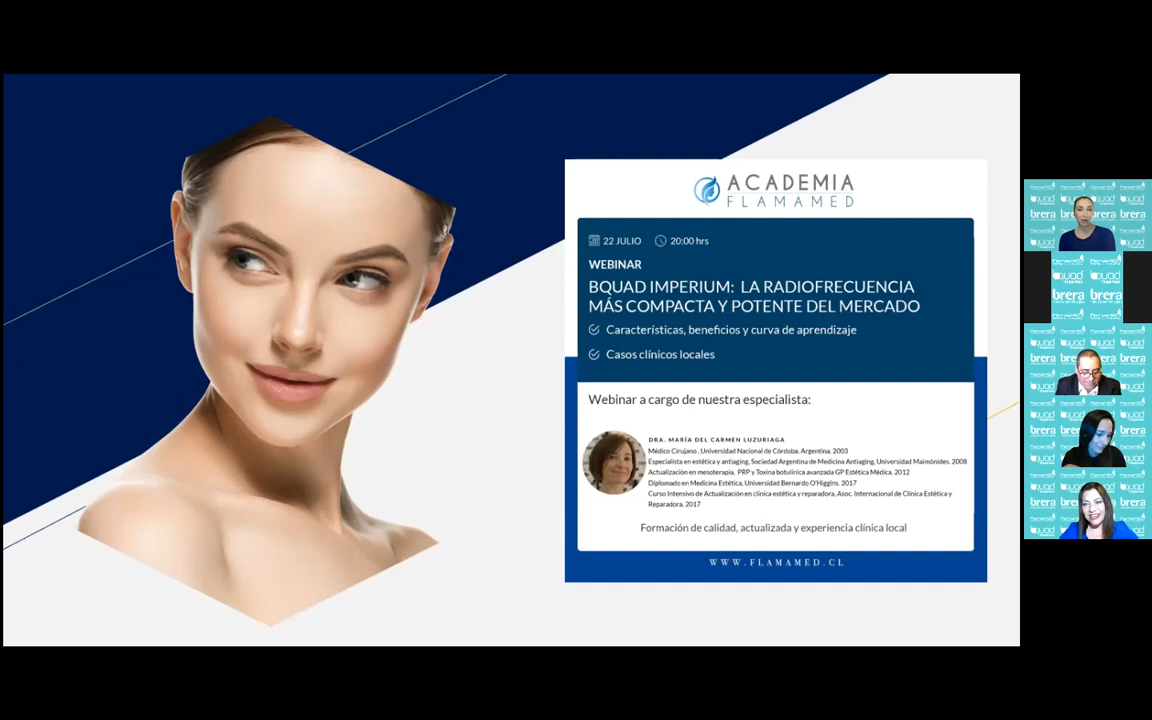 ACADEMIA
FLAMAMED
22 JULIO 20:00 hrs
WEBINAR
BQUAD IMPERIUM: LA RADIOFRECUENCIA
MÁS COMPACTA Y POTENTE DEL MERCADO
Características, beneficios y curva de aprendizaje
Casos clínicos locales
Webinar a cargo de nuestra especialista:
DRA. MARÍA DEL CARMEN LUZURIAGA
Médico Cirujano . Universidad Nacional de Córdoba. Argentina. 2003
Especialista en estética y antiaging, Sociedad Argentina de Medicina Antiaging, Universidad Maimónides. 2008
Actualización en mesoterapia, PRP y Toxina botulínica avanzada GP Estética Médica. 2012
Diplomado en Medicina Estética, Universidad Bernardo O'Higgins. 2017
Curso Intensivo de Actualización en clínica estética y reparadora, Asoc. Internacional de Clínica Estética y
Reparadora. 2017
Formación de calidad, actualizada y experiencia clínica local
WWW.FLAMAMED.CL
bquad
brera